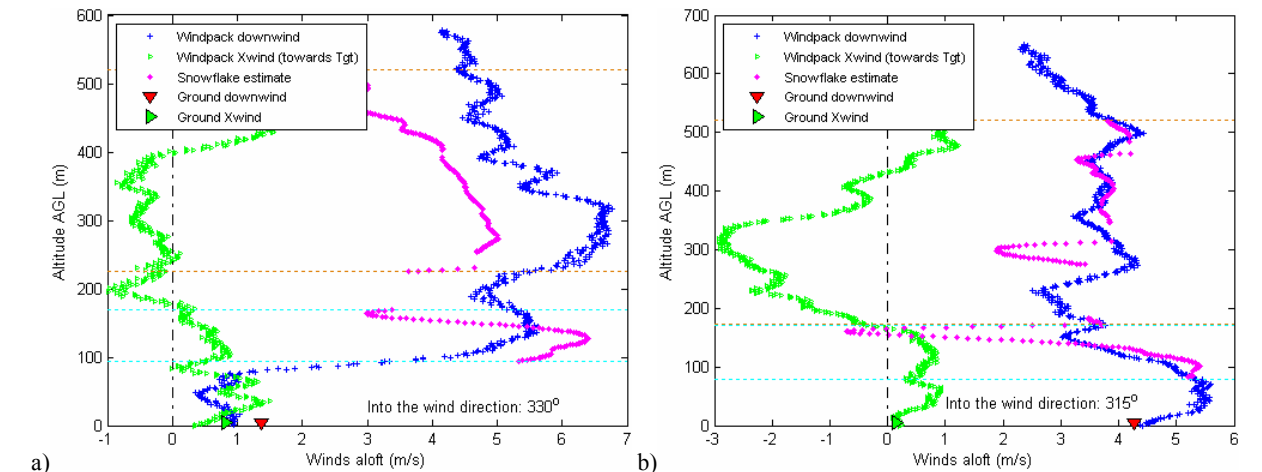 600
500
400
300
200
100
0
Altitude AGL (m)
Windpack downwind
Windpack Xwind (towards Tgt)
Snowflake estimate
Ground downwind
Ground Xwind
Into the wind direction: 330°
-1 0 1 2 3 4 5 6 7
Winds aloft (m/s)
a)
700
600
500
400
300
200
100
0
Altitude AGL (m)
Windpack downwind
Windpack Xwind (towards Tgt)
Snowflake estimate
Ground downwind
Ground Xwind
Into the wind direction: 315°
-3 -2 -1 0 1 2 3 4 5 6
Winds aloft (m/s)
b)